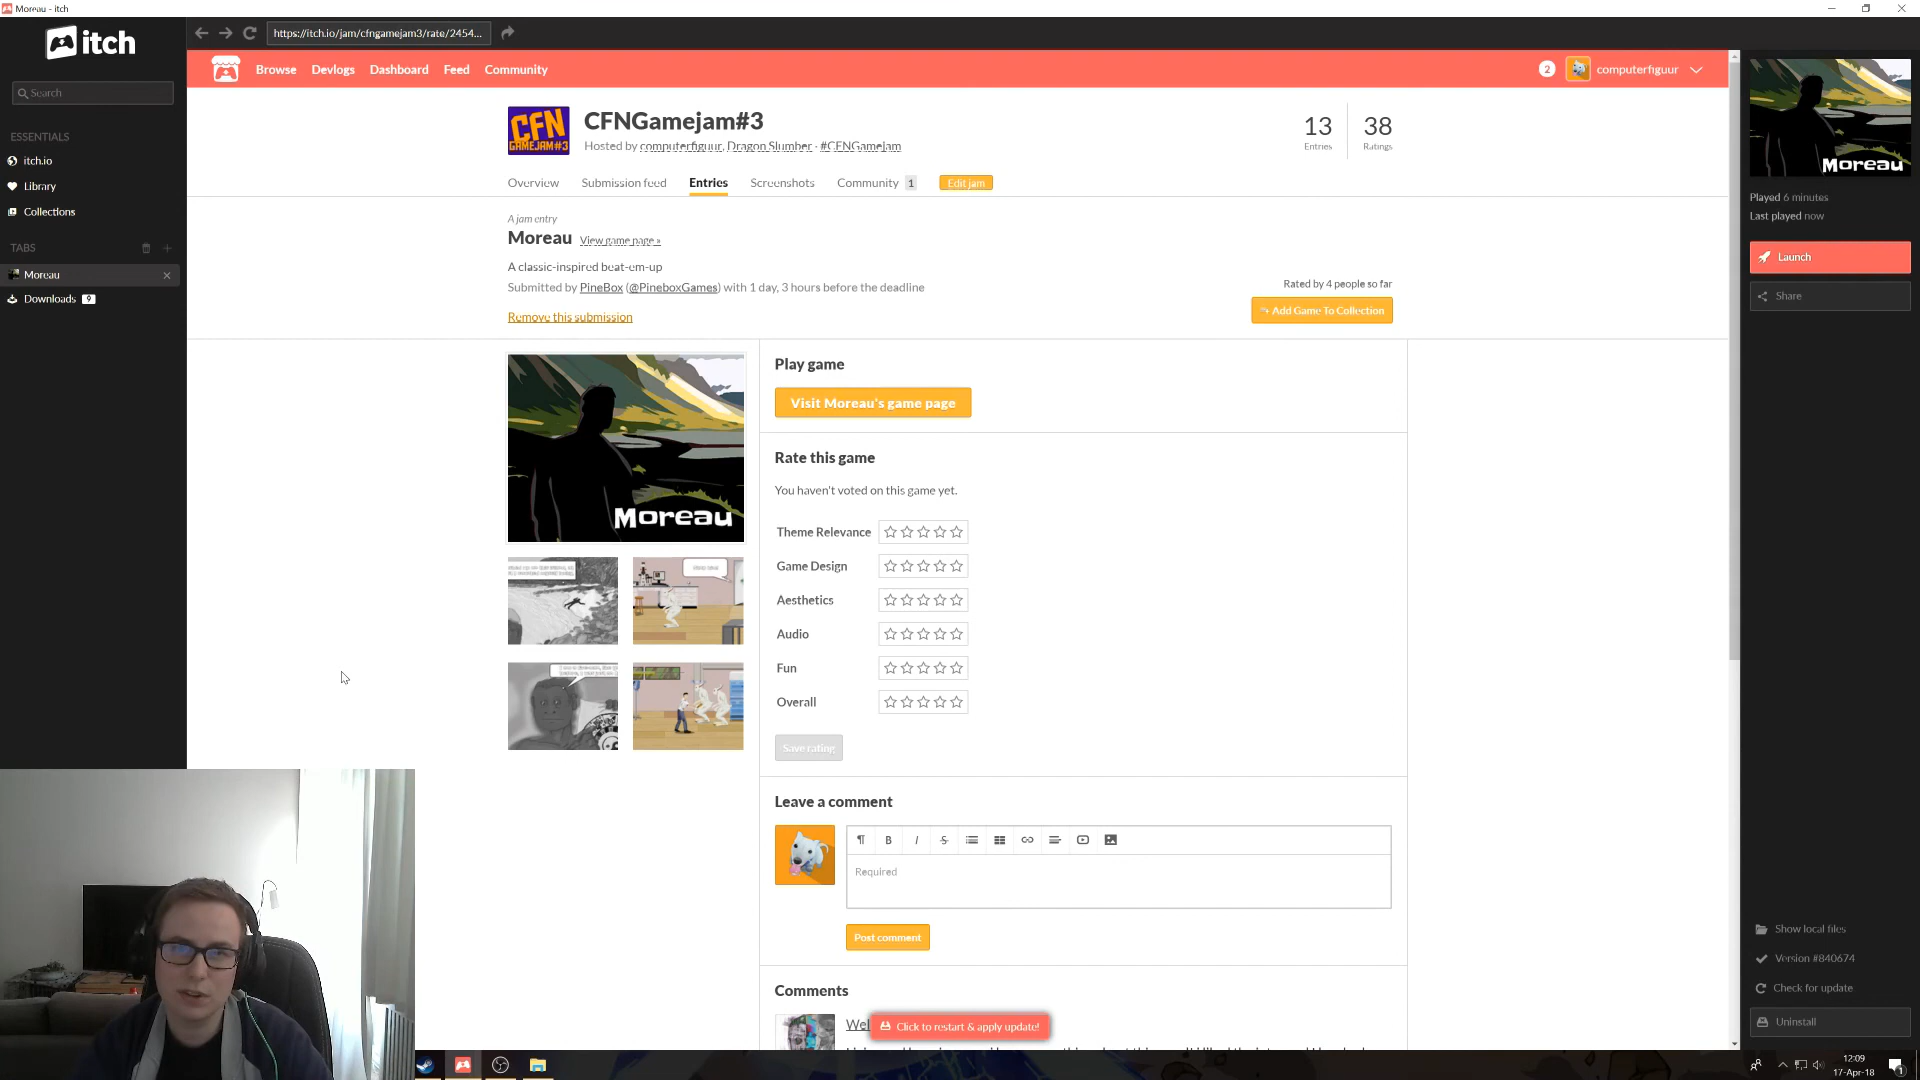 Moreau - itch
itch
https://itch.io/jam/cfngamejam3/rate/2454...
Search
ESSENTIALS
itch.io
Library
Collections
TABS
Moreau
Downloads 9
Browse Devlogs Dashboard Feed Community
2 computerfiguur
CFN
GAMEJAM#3
CFNGamejam#3
Hosted by computerfiguur, Dragon Slumber · #CFNGamejam
13
Entries
38
Ratings
Overview Submission feed Entries Screenshots Community 1 Edit jam
A jam entry
Moreau View game page »
A classic-inspired beat-em-up
Submitted by PineBox (@PineboxGames) with 1 day, 3 hours before the deadline
Remove this submission
Rated by 4 people so far
Add Game To Collection
Moreau
Play game
Visit Moreau's game page
Rate this game
You haven't voted on this game yet.
Theme Relevance
Game Design
Aesthetics
Audio
Fun
Overall
Save rating
Leave a comment
B I S
Required
Post comment
Comments
Wel
Click to restart & apply update!
Moreau
Played 6 minutes
Last played now
Launch
Share
Show local files
Version #840674
Check for update
Uninstall
12:09
17-Apr-18
1